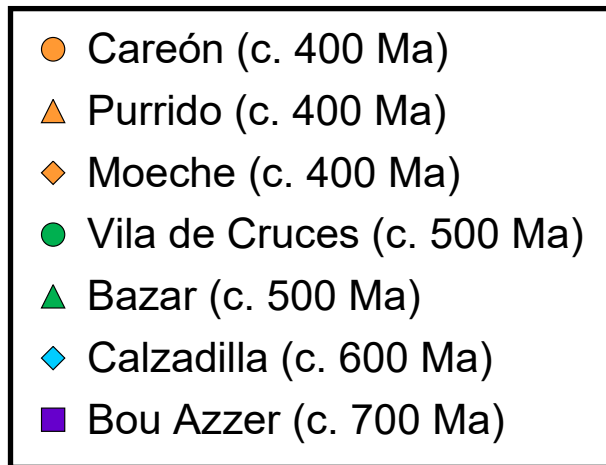 Careón (c. 400 Ma)
Purrido (c. 400 Ma)
Moeche (c. 400 Ma)
Vila de Cruces (c. 500 Ma)
Bazar (c. 500 Ma)
Calzadilla (c. 600 Ma)
Bou Azzer (c. 700 Ma)